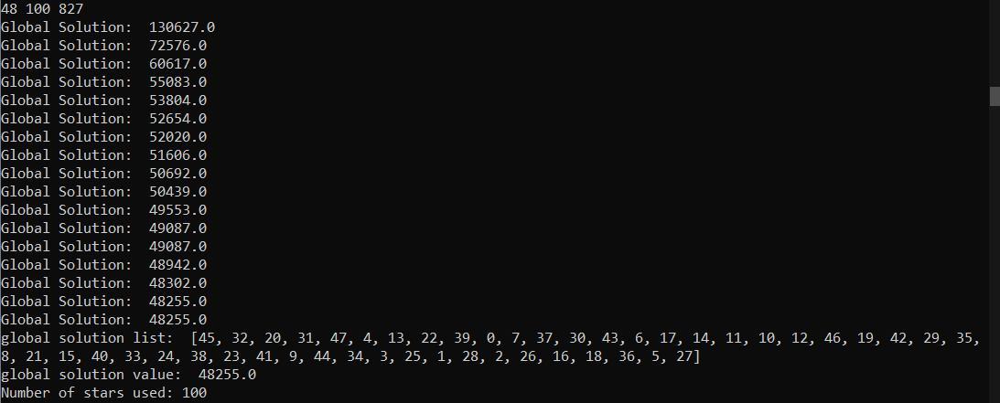 48 100 827
Global Solution:  130627.0
Global Solution:  72576.0
Global Solution:  60617.0
Global Solution:  55083.0
Global Solution:  53804.0
Global Solution:  52654.0
Global Solution:  52020.0
Global Solution:  51606.0
Global Solution:  50692.0
Global Solution:  50439.0
Global Solution:  49553.0
Global Solution:  49087.0
Global Solution:  49087.0
Global Solution:  48942.0
Global Solution:  48302.0
Global Solution:  48255.0
Global Solution:  48255.0
global solution list:  [45, 32, 20, 31, 47, 4, 13, 22, 39, 0, 7, 37, 30, 43, 6, 17, 14, 11, 10, 12, 46, 19, 42, 29, 35,
8, 21, 15, 40, 33, 24, 38, 23, 41, 9, 44, 34, 3, 25, 1, 28, 2, 26, 16, 18, 36, 5, 27]
global solution value:  48255.0
Number of stars used: 100